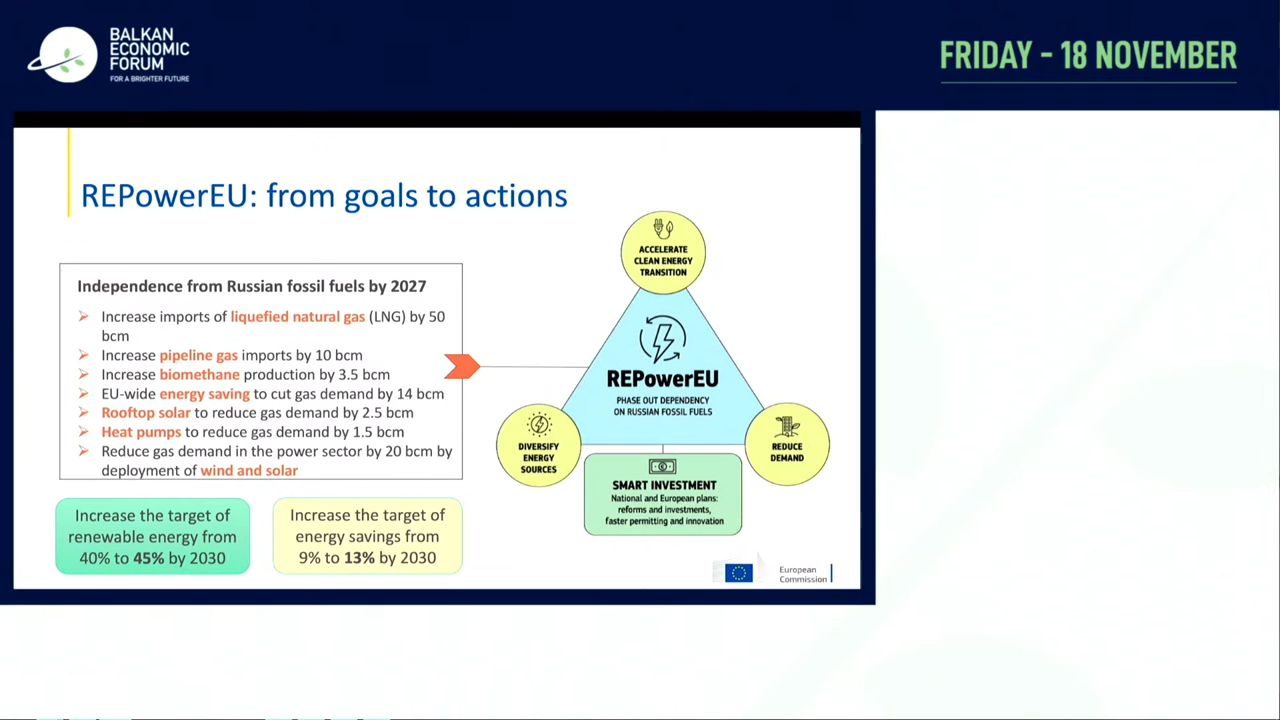 BALKAN
ECONOMIC
FORUM
FOR A BRIGHTER FUTURE
FRIDAY - 18 NOVEMBER
REPowerEU: from goals to actions
Independence from Russian fossil fuels by 2027
Increase imports of liquefied natural gas (LNG) by 50
bcm
Increase pipeline gas imports by 10 bcm
Increase biomethane production by 3.5 bcm
EU-wide energy saving to cut gas demand by 14 bcm
Rooftop solar to reduce gas demand by 2.5 bcm
Heat pumps to reduce gas demand by 1.5 bcm
Reduce gas demand in the power sector by 20 bcm by
deployment of wind and solar
Increase the target of
renewable energy from
40% to 45% by 2030
Increase the target of
energy savings from
9% to 13% by 2030
ACCELERATE
CLEAN ENERGY
TRANSITION
REPowerEU
PHASE OUT DEPENDENCY
ON RUSSIAN FOSSIL FUELS
DIVERSIFY
ENERGY
SOURCES
REDUCE
DEMAND
SMART INVESTMENT
National and European plans:
reforms and investments,
faster permitting and innovation
European
Commission